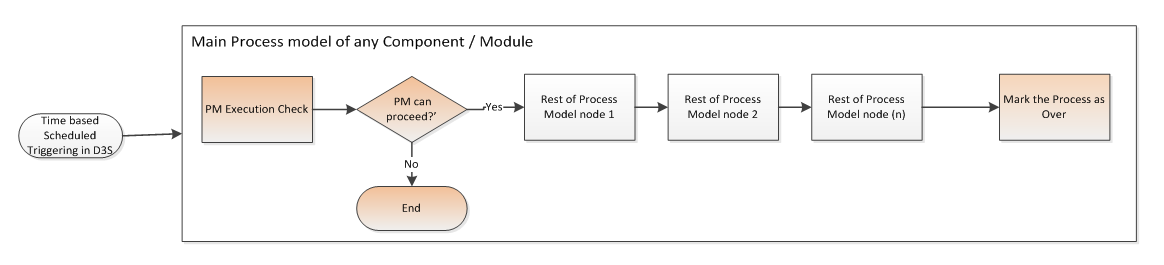 Main Process model of any Component / Module
Time based
Scheduled
Triggering in D3S
PM Execution Check
PM can
proceed?'
Yes
No
End
Rest of Process
Model node 1
Rest of Process
Model node 2
Rest of Process
Model node (n)
Mark the Process as
Over